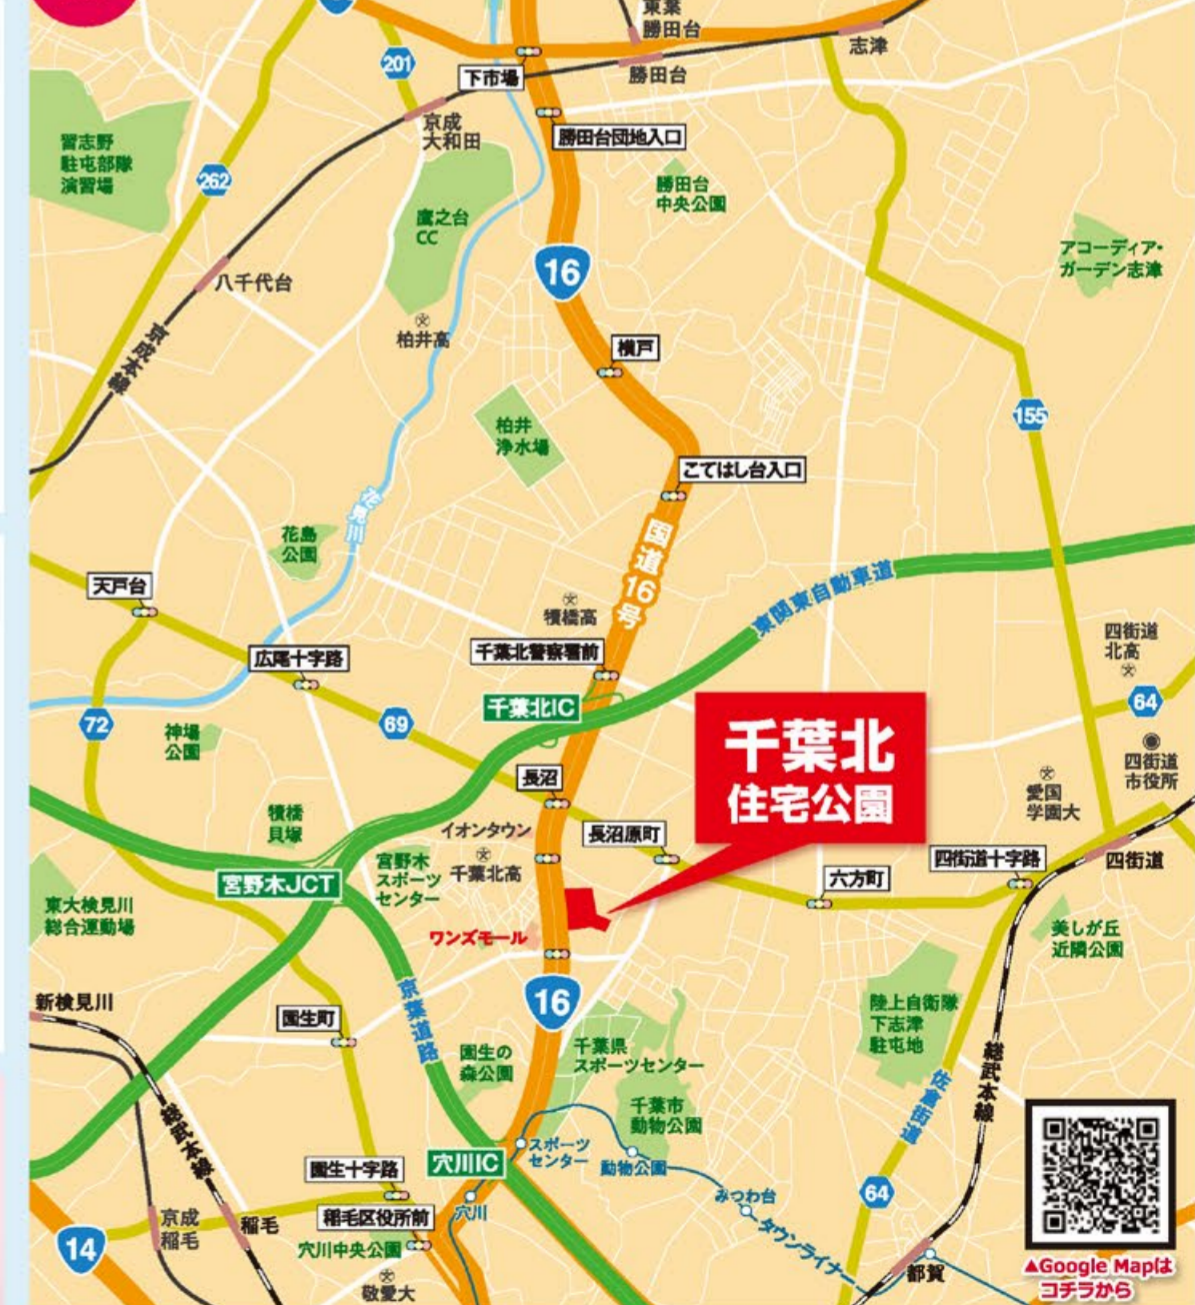 東葉
勝田台
志津
201
下市場
勝田台
京成
大和田
勝田台団地入口
習志野
駐屯部隊
演習場
262
勝田台
中央公園
鷹之台
CC
アコーディア・
ガーデン志津
16
八千代台
京成本線
柏井高
横戸
155
柏井
浄水場
こてはし台入口
花見川
国道16号
花島
公園
東関東自動車道
天戸台
犢橋高
四街道
北高
広尾十字路
千葉北警察署前
72
69
千葉北IC
64
神場
公園
千葉北
住宅公園
四街道
市役所
長沼
愛国
学園大
犢橋
貝塚
イオンタウン
長沼原町
宮野木
スポーツ
センター
千葉北高
四街道十字路
四街道
宮野木JCT
六方町
東大検見川
総合運動場
ワンズモール
美しが丘
近隣公園
新検見川
京葉道路
16
陸上自衛隊
下志津
駐屯地
園生町
園生の
森公園
千葉県
スポーツセンター
総武本線
佐倉街道
千葉市
動物公園
総武本線
スポーツ
センター
動物公園
穴川IC
園生十字路
みつわ台
64
稲毛区役所前
穴川
タウンライナー
京成
稲毛
稲毛
14
穴川中央公園
敬愛大
都賀
▲Google Mapは
コチラから